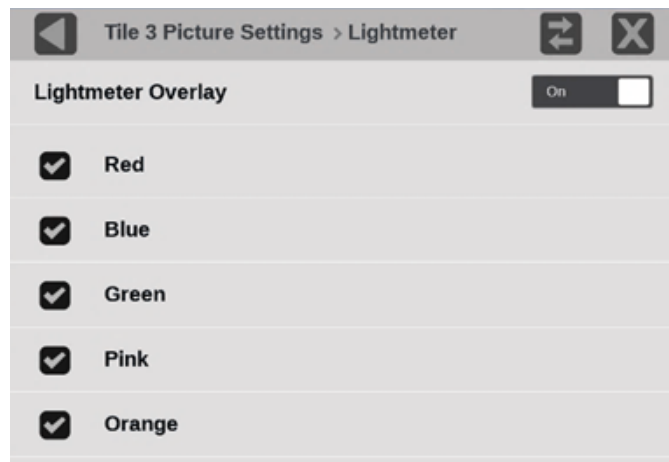 Tile 3 Picture Settings > Lightmeter
Lightmeter Overlay On
Red
Blue
Green
Pink
Orange